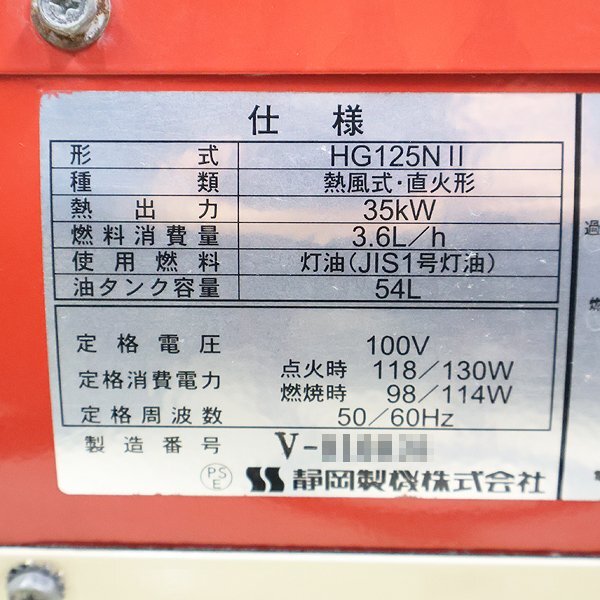 仕様
形式 HG125NⅡ
種類 熱風式·直火形
熱出力 35kW
燃料消費量 3.6L/h
使用燃料 灯油(JIS1号灯油)
油タンク容量 54L
定格電圧 100V
定格消費電力 点火時 118/130W
燃焼時 98/114W
定格周波数 50/60Hz
製造番号 V-
PSE 静岡製機株式会社
過
燃